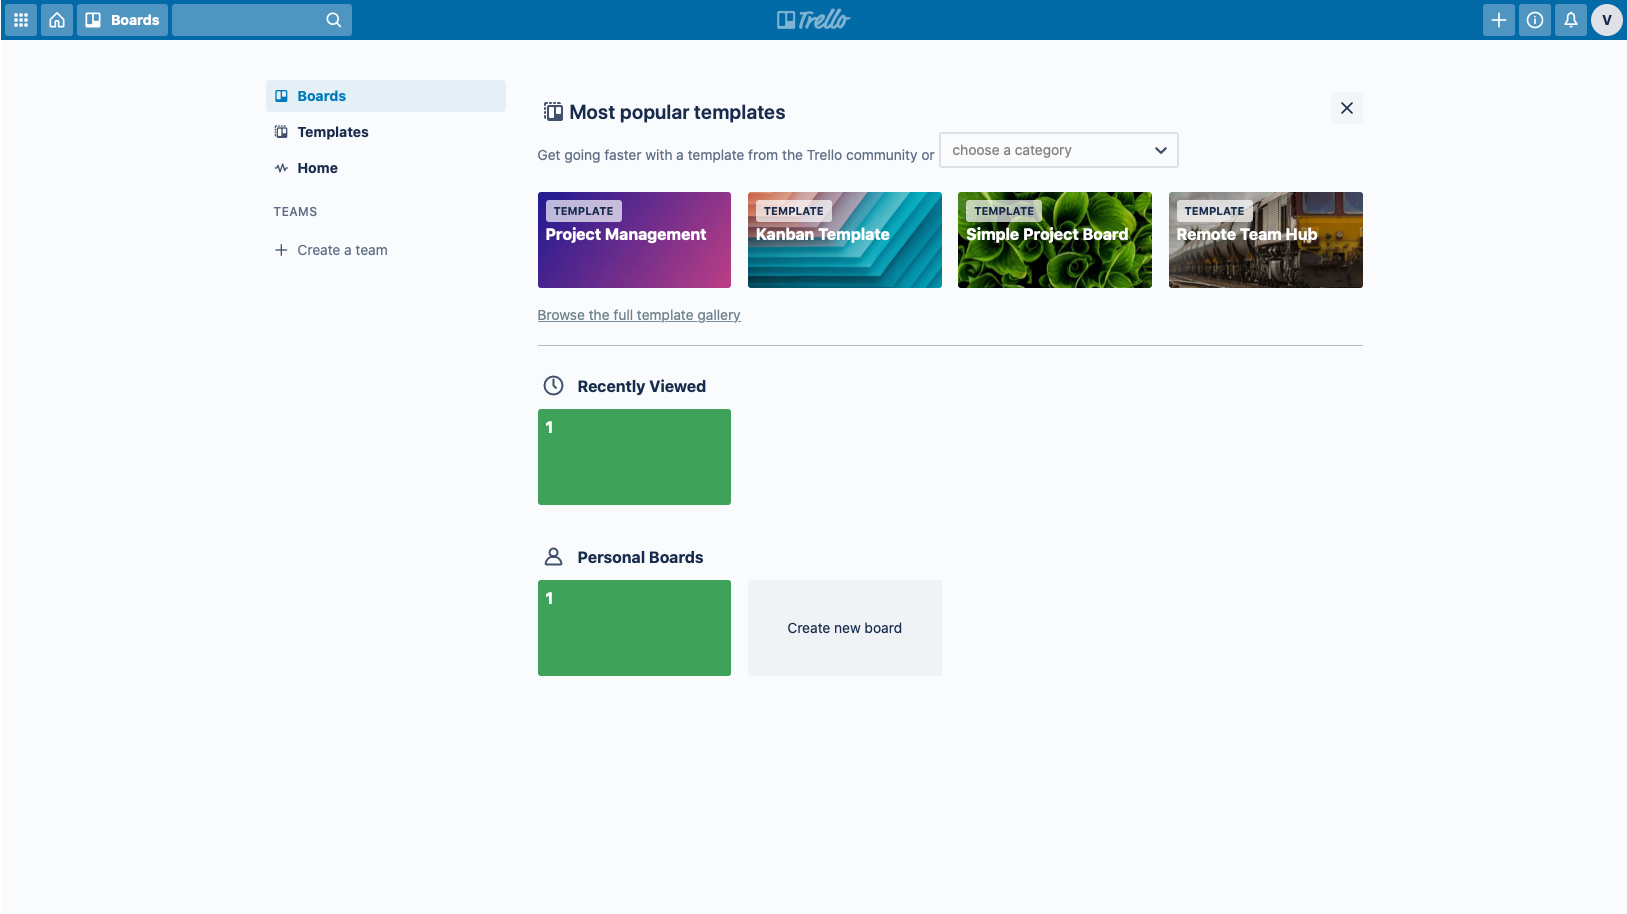 Boards
Trello
V
Boards
Templates
Home
TEAMS
Create a team
Most popular templates
Get going faster with a template from the Trello community or
choose a category
TEMPLATE
Project Management
TEMPLATE
Kanban Template
TEMPLATE
Simple Project Board
TEMPLATE
Remote Team Hub
Browse the full template gallery
Recently Viewed
1
Personal Boards
1
Create new board